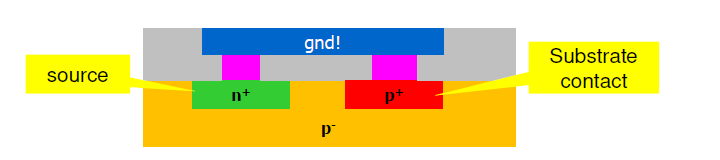 gnd!
source
Substrate
contact
n⁺
p⁺
p⁻